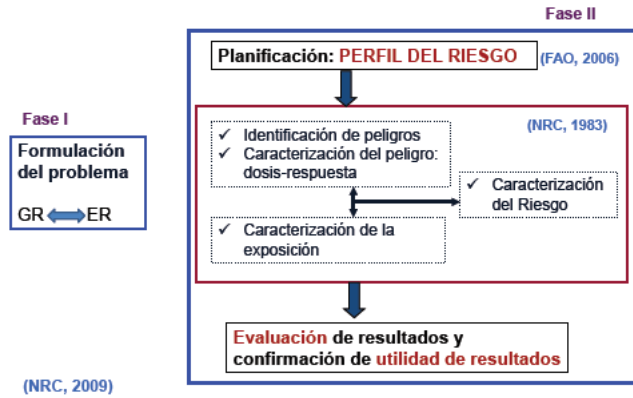 Fase II
Planificación: PERFIL DEL RIESGO
(FAO, 2006)
Fase I
Formulación
del problema
GR ER
(NRC, 1983)
✓ Identificación de peligros
✓ Caracterización del peligro:
dosis-respuesta
✓ Caracterización
del Riesgo
✓ Caracterización de la
exposición
Evaluación de resultados y
confirmación de utilidad de resultados
(NRC, 2009)